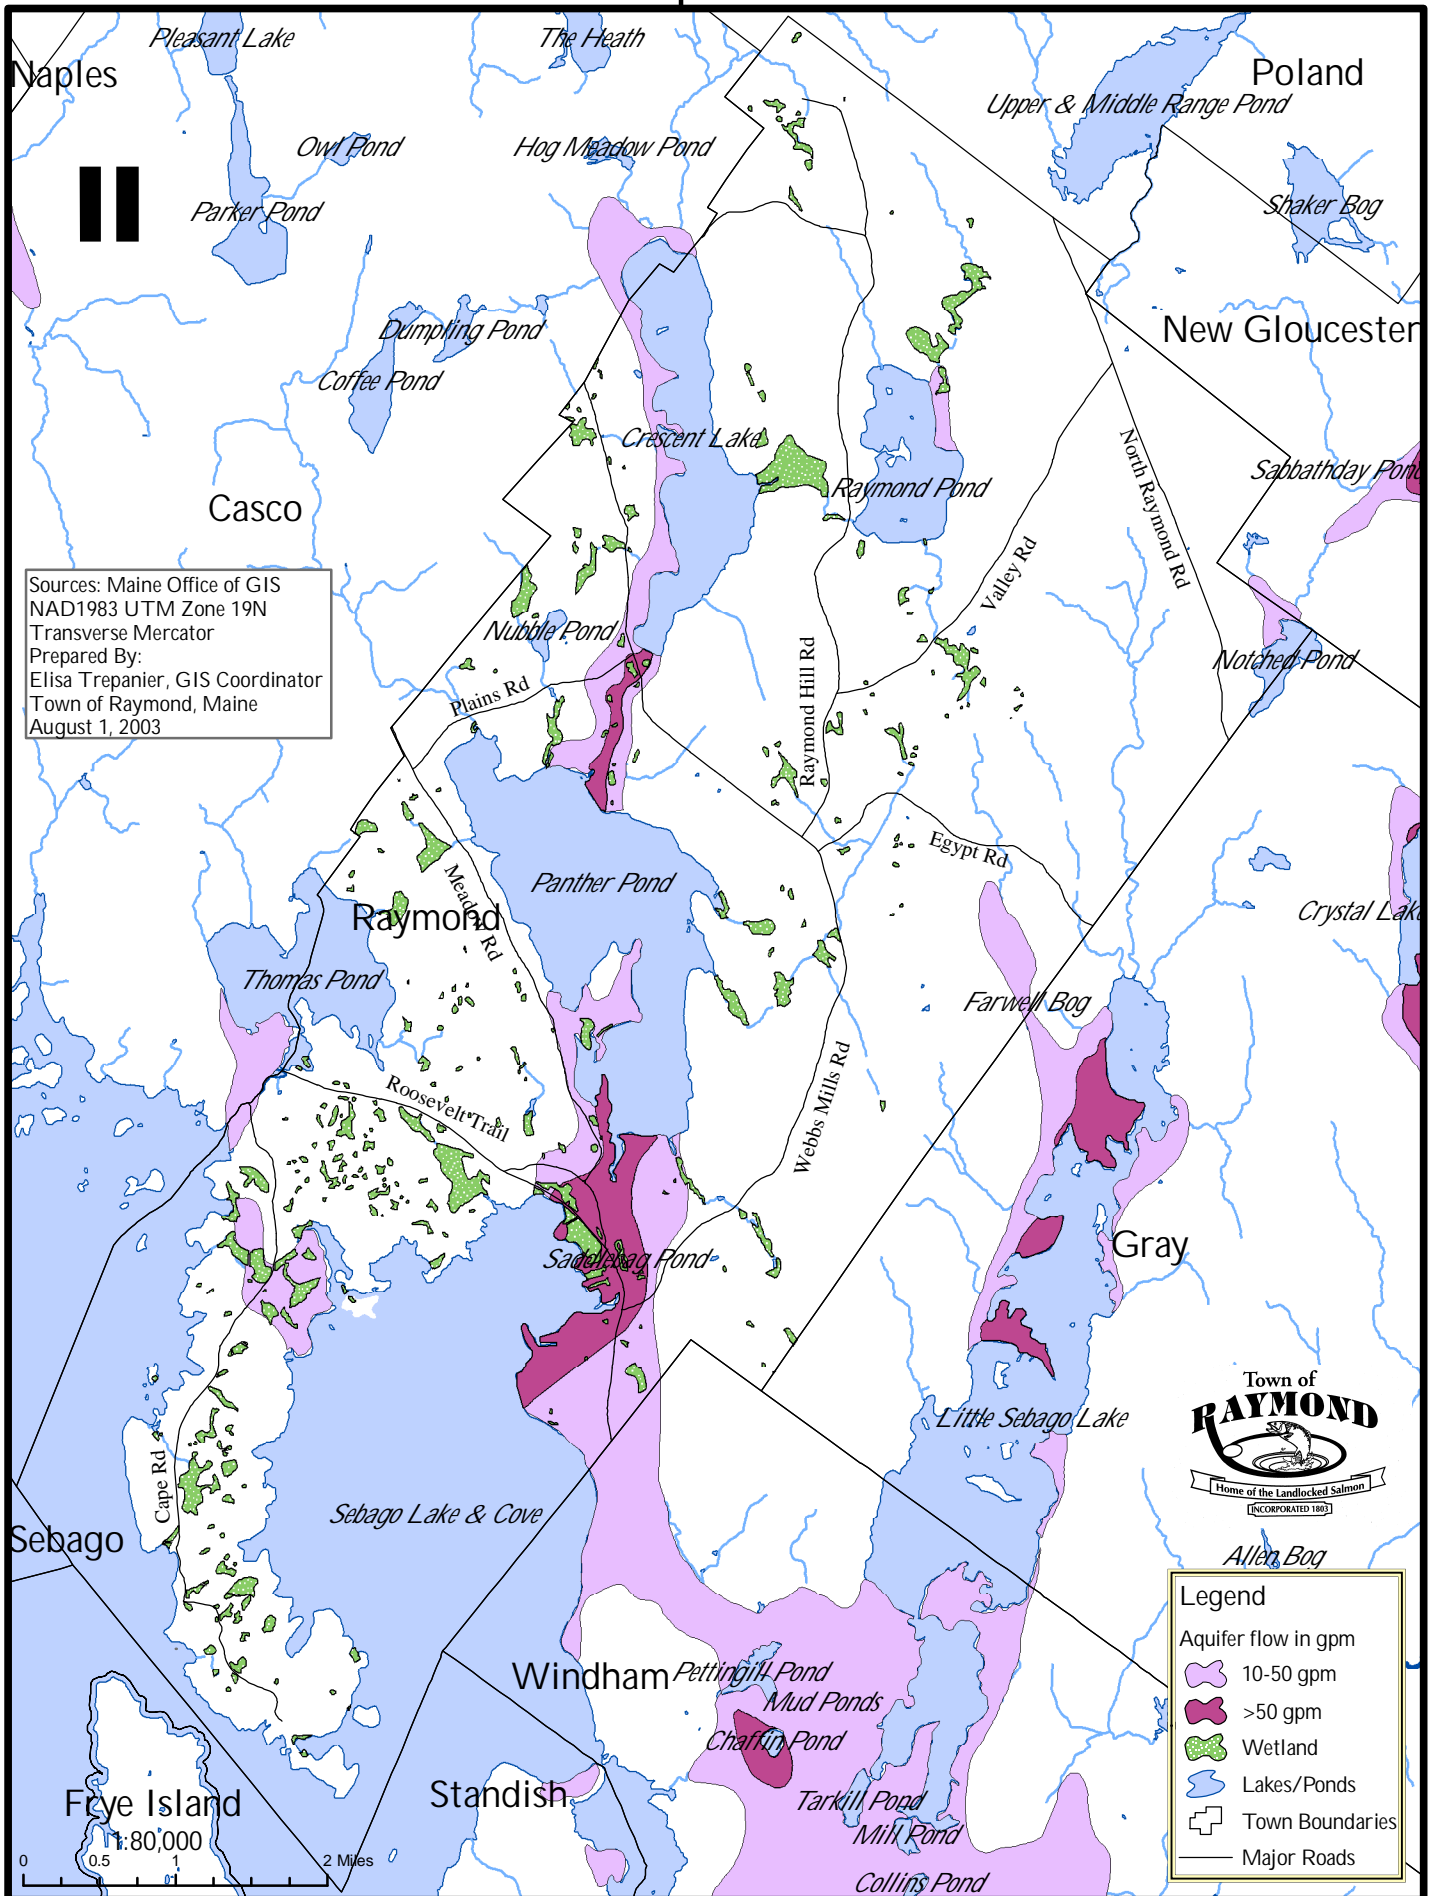 Pleasant Lake
The Heath
Naples
Poland
Upper & Middle Range Pond
Owl Pond
Hog Meadow Pond
II
Parker Pond
Shaker Bog
Dumpling Pond
New Gloucester
Coffee Pond
Crescent Lake
North Raymond Rd
Sabbathday Pond
Raymond Pond
Casco
Sources: Maine Office of GIS
NAD1983 UTM Zone 19N
Transverse Mercator
Prepared By:
Elisa Trepanier, GIS Coordinator
Town of Raymond, Maine
August 1, 2003
Valley Rd
Nubble Pond
Raymond Hill Rd
Notched Pond
Plains Rd
Egypt Rd
Panther Pond
Meadow Rd
Raymond
Crystal Lake
Thomas Pond
Farwell Bog
Webbs Mills Rd
Roosevelt Trail
Saddlebag Pond
Gray
Town of
RAYMOND
Home of the Landlocked Salmon
INCORPORATED 1803
Little Sebago Lake
Cape Rd
Sebago Lake & Cove
Sebago
Allen Bog
Legend
Aquifer flow in gpm
10-50 gpm
>50 gpm
Wetland
Lakes/Ponds
Town Boundaries
Major Roads
Windham
Pettingill Pond
Mud Ponds
Chaffin Pond
Standish
Tarkill Pond
Mill Pond
Collins Pond
Frye Island
1:80,000
0 0.5 1 2 Miles